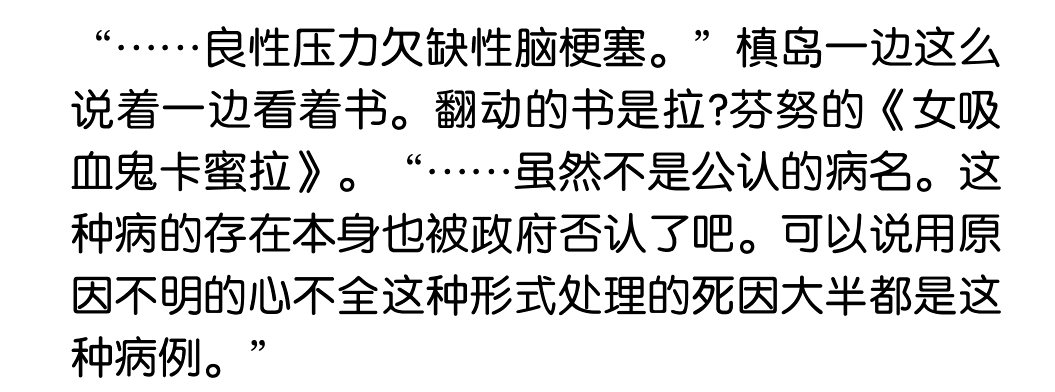 “……良性压力欠缺性脑梗塞。”槙岛一边这么
说着一边看着书。翻动的书是拉?芬努的《女吸
血鬼卡蜜拉》。“……虽然不是公认的病名。这
种病的存在本身也被政府否认了吧。可以说用原
因不明的心不全这种形式处理的死因大半都是这
种病例。”